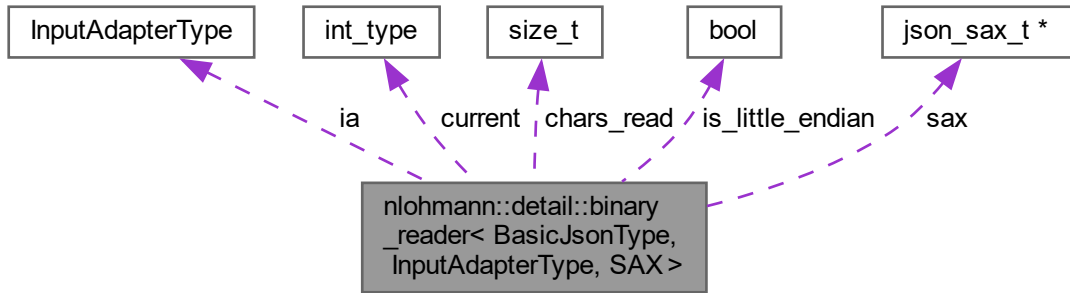 InputAdapterType
int_type
size_t
bool
json_sax_t *
ia
current
chars_read
is_little_endian
sax
nlohmann::detail::binary
_reader< BasicJsonType,
InputAdapterType, SAX >